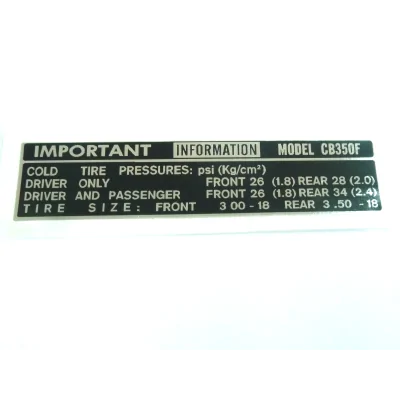 IMPORTANT INFORMATION MODEL CB350F
COLD TIRE PRESSURES: psi (Kg/cm²)
DRIVER ONLY FRONT 26 (1.8) REAR 28 (2.0)
DRIVER AND PASSENGER FRONT 26 (1.8) REAR 34 (2.4)
TIRE SIZE: FRONT 3 00-18 REAR 3.50-18